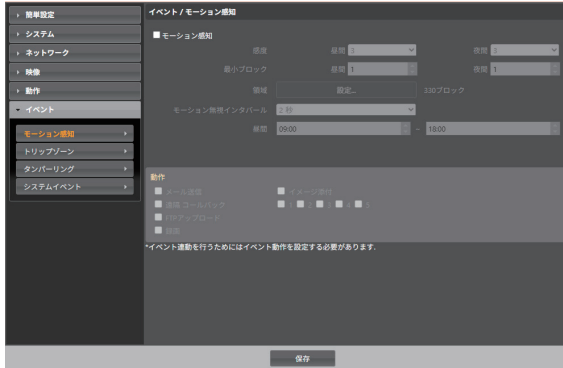 簡単設定
システム
ネットワーク
映像
動作
イベント
モーション感知
トリップゾーン
タンパーリング
システムイベント
イベント / モーション感知
モーション感知
感度 昼間 3 夜間 3
最小ブロック 昼間 1 夜間 1
領域 設定... 330ブロック
モーション無視インタバール 2 秒
昼間 09:00 ~ 18:00
動作
メール送信 イメージ添付
遠隔 コールバック 1 2 3 4 5
FTPアップロード
録画
*イベント連動を行うためにはイベント動作を設定する必要があります.
保存